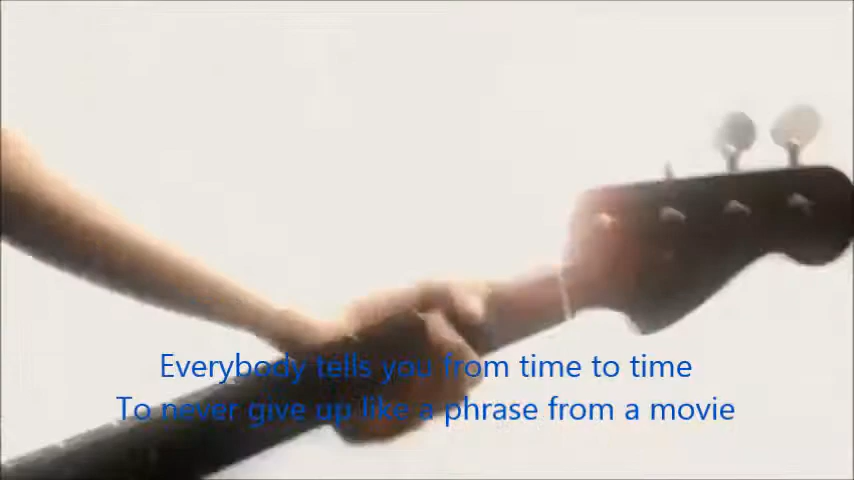 Everybody tells you from time to time
To never give up like a phrase from a movie